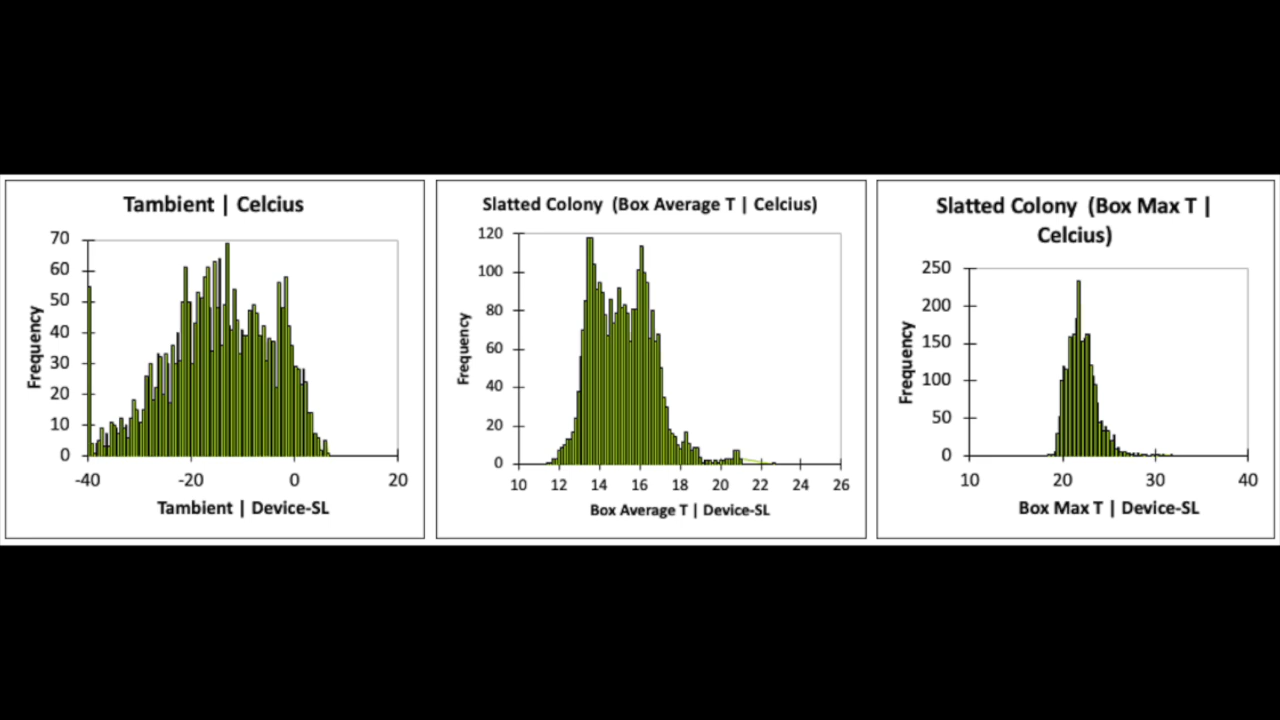 Tambient | Celcius
70
60
50
40
30
20
10
0
Frequency
-40 -20 0 20
Tambient | Device-SL
Slatted Colony (Box Average T | Celcius)
120
100
80
60
40
20
0
Frequency
10 12 14 16 18 20 22 24 26
Box Average T | Device-SL
Slatted Colony (Box Max T |
Celcius)
250
200
150
100
50
0
Frequency
10 20 30 40
Box Max T | Device-SL